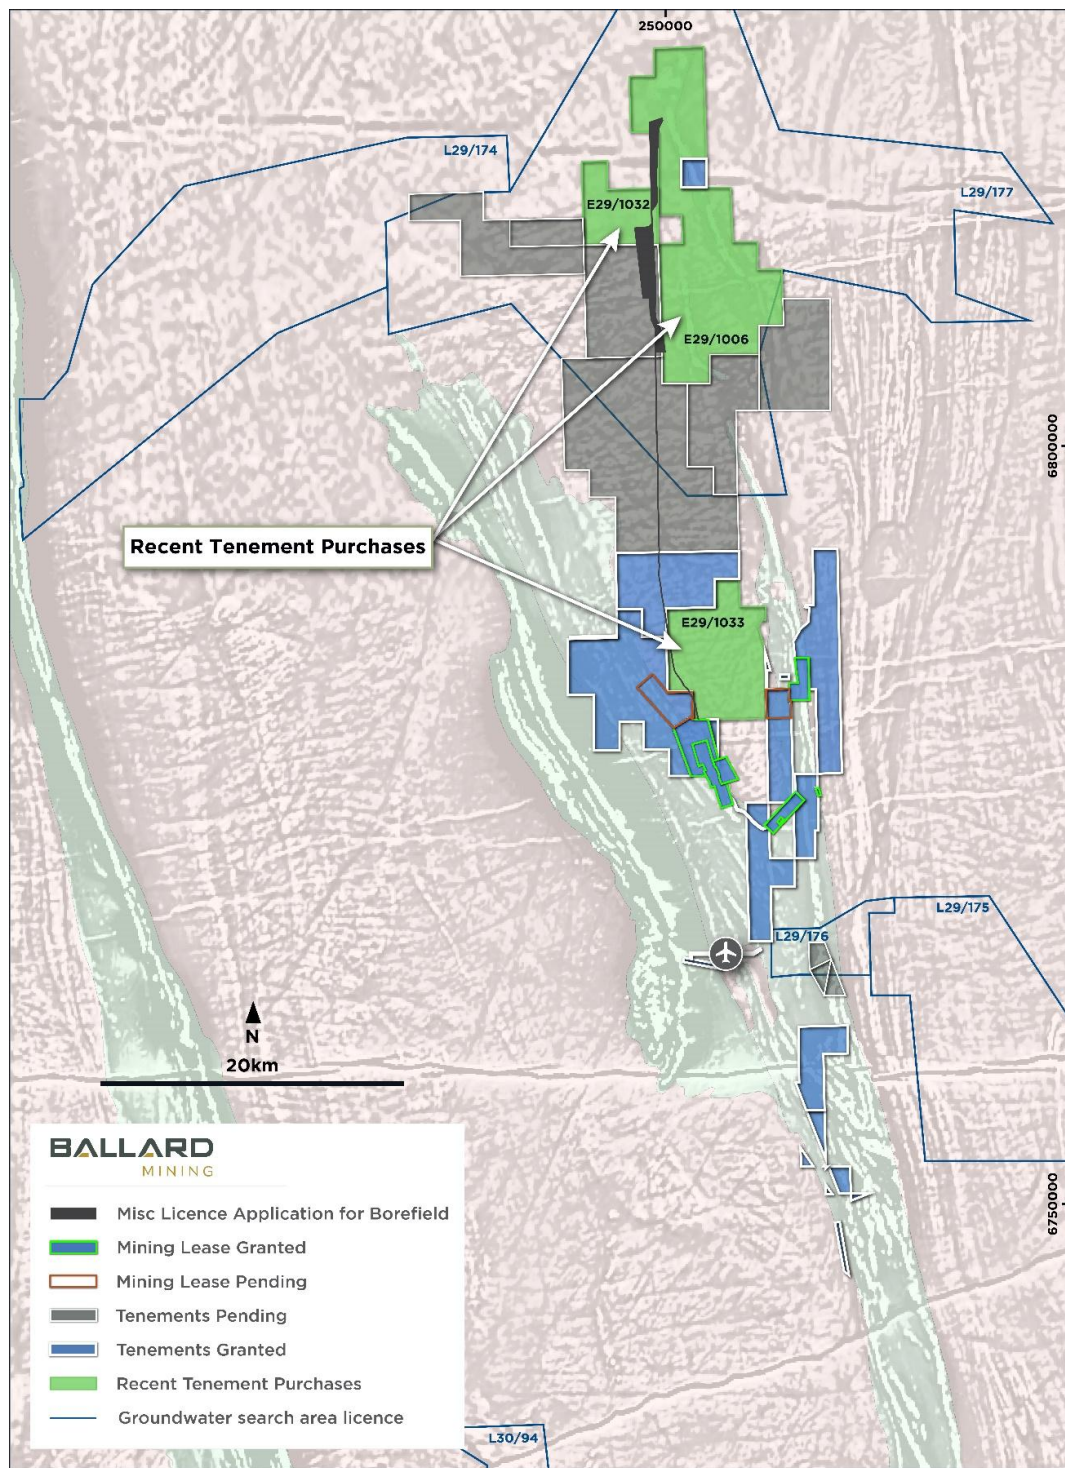 250000
L29/174
L29/177
E29/1032
E29/1006
6800000
Recent Tenement Purchases
E29/1033
L29/175
L29/176
N
20km
BALLARD
MINING
Misc Licence Application for Borefield
Mining Lease Granted
Mining Lease Pending
Tenements Pending
Tenements Granted
Recent Tenement Purchases
Groundwater search area licence
6750000
L30/94